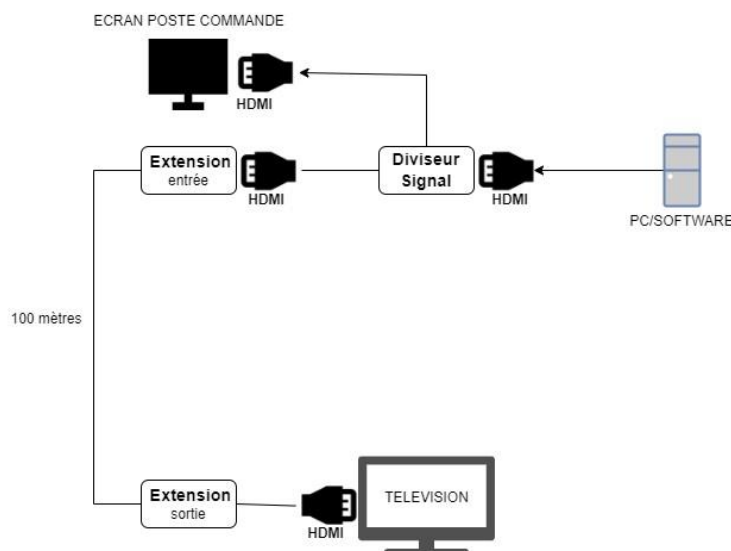 ECRAN POSTE COMMANDE
HDMI
Extension
entrée
HDMI
Diviseur
Signal
HDMI
PC/SOFTWARE
100 mètres
Extension
sortie
HDMI
TELEVISION